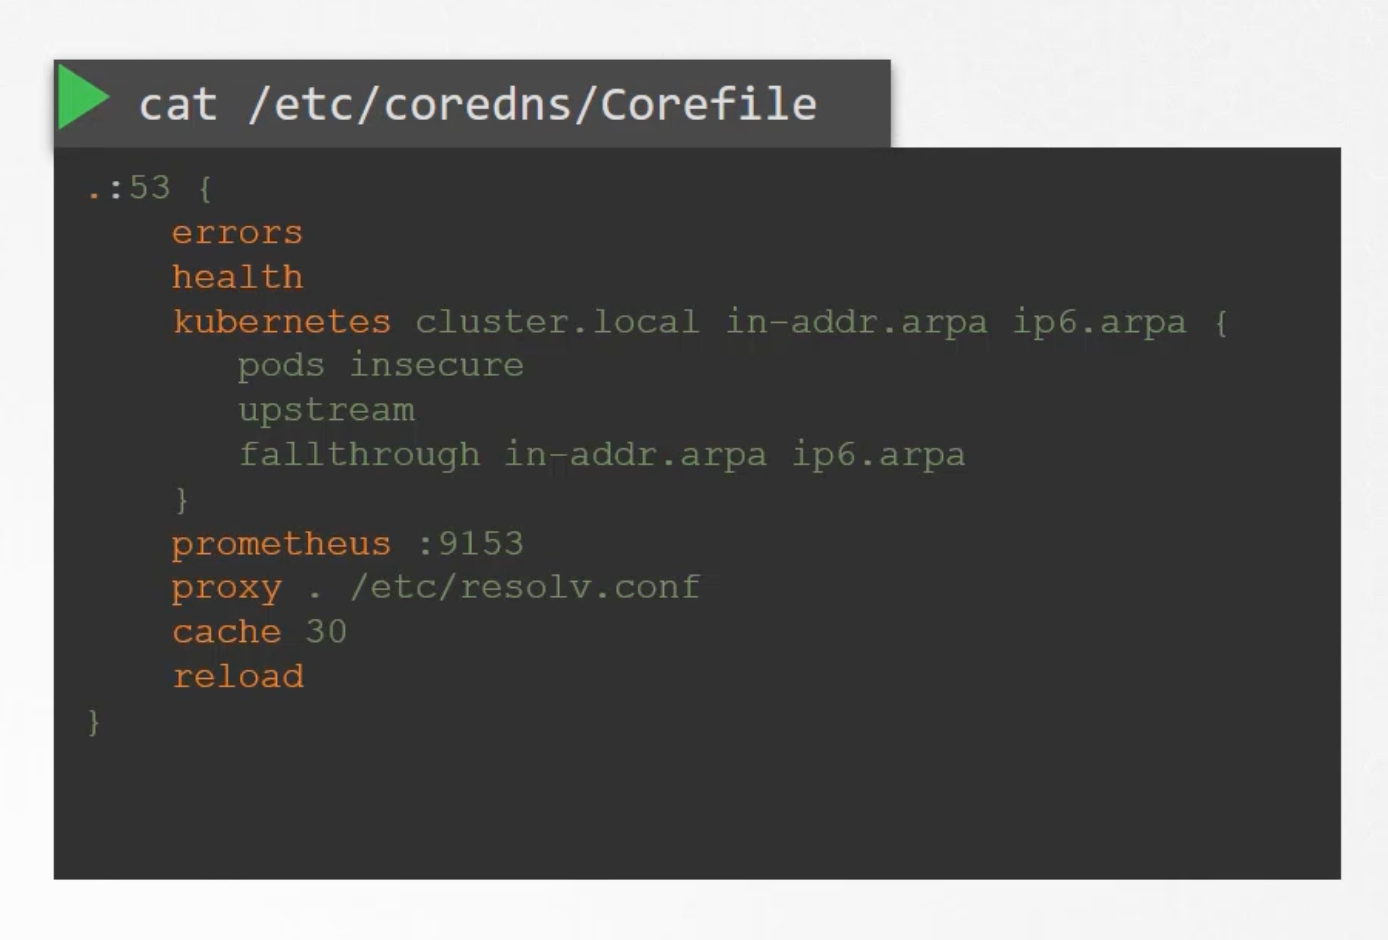 cat /etc/coredns/Corefile
.:53 {
errors
health
kubernetes cluster.local in-addr.arpa ip6.arpa {
pods insecure
upstream
fallthrough in-addr.arpa ip6.arpa
}
prometheus :9153
proxy . /etc/resolv.conf
cache 30
reload
}